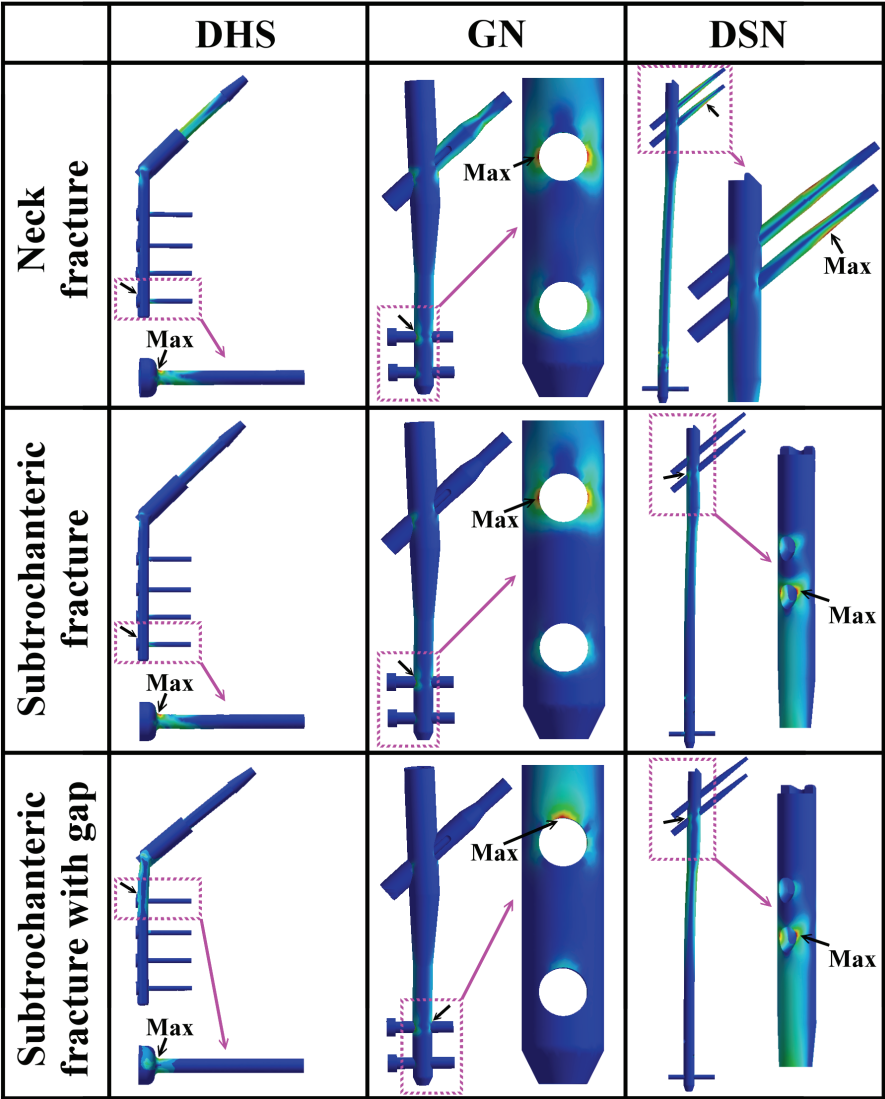 DHS
GN
DSN
Neck
fracture
Max
Max
Max
Subtrochanteric
fracture
Max
Max
Max
Subtrochanteric
fracture with gap
Max
Max
Max